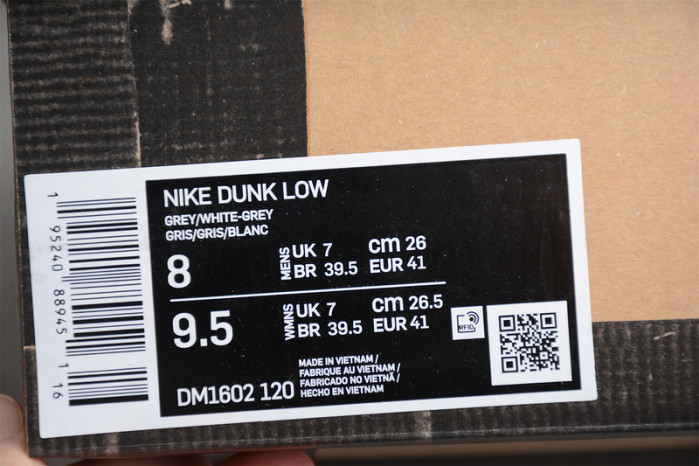 NIKE DUNK LOW
GREY/WHITE-GREY
GRIS/GRIS/BLANC
8
MENS
UK 7 cm 26
BR 39.5 EUR 41
9.5
WMNS
UK 7 cm 26.5
BR 39.5 EUR 41
RFID
MADE IN VIETNAM /
FABRIQUE AU VIETNAM /
FABRICADO NO VIETNÃ /
HECHO EN VIETNAM
DM1602 120
1 95240 88945 116